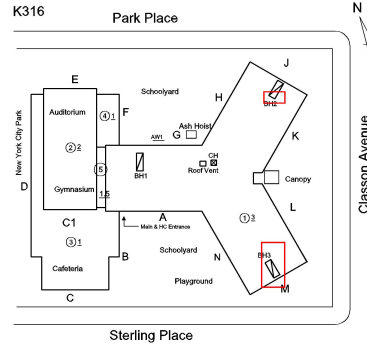 K316
Park Place
N
J
E
Auditorium
4 1
F
Schoolyard
BH2
Ash Hoist
AW1
G
H
K
New York City Park
2 2
CH
Roof Vent
5
BH1
Canopy
Classon Avenue
D
Gymnasium
1.5
L
C1
A
Main & HC Entrance
1 3
3 1
B
Schoolyard
N
BH3
Cafeteria
Playground
M
C
Sterling Place